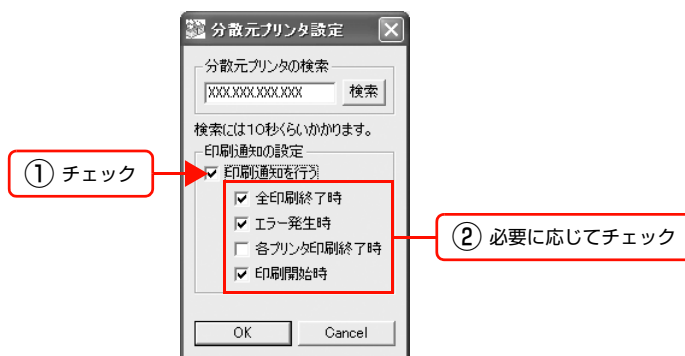 分散元プリンタ設定
分散元プリンタの検索
XXX.XXX.XXX.XXX 検索
検索には10秒くらいかかります。
印刷通知の設定
① チェック
印刷通知を行う
全印刷終了時
エラー発生時
各プリンタ印刷終了時
印刷開始時
② 必要に応じてチェック
OK Cancel